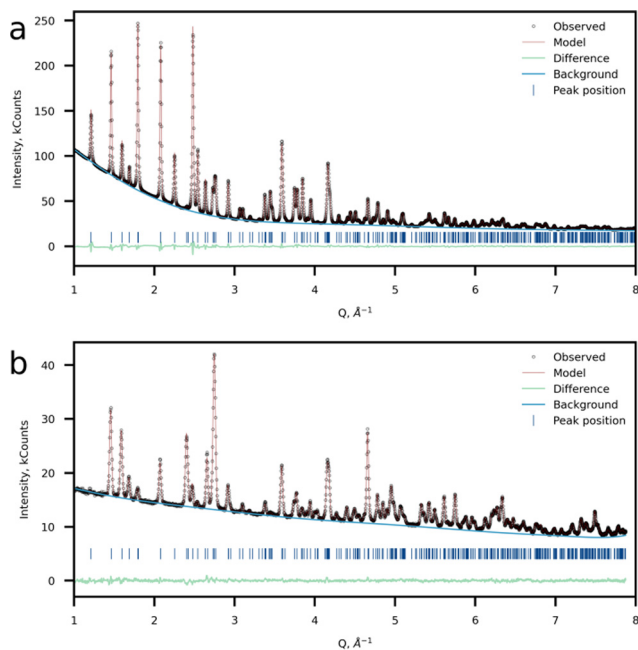 a
250
200
150
100
50
0
Intensity, kCounts
Observed
Model
Difference
Background
Peak position
1 2 3 4 5 6 7 8
Q, Å⁻¹
b
40
30
20
10
0
Intensity, kCounts
Observed
Model
Difference
Background
Peak position
1 2 3 4 5 6 7 8
Q, Å⁻¹